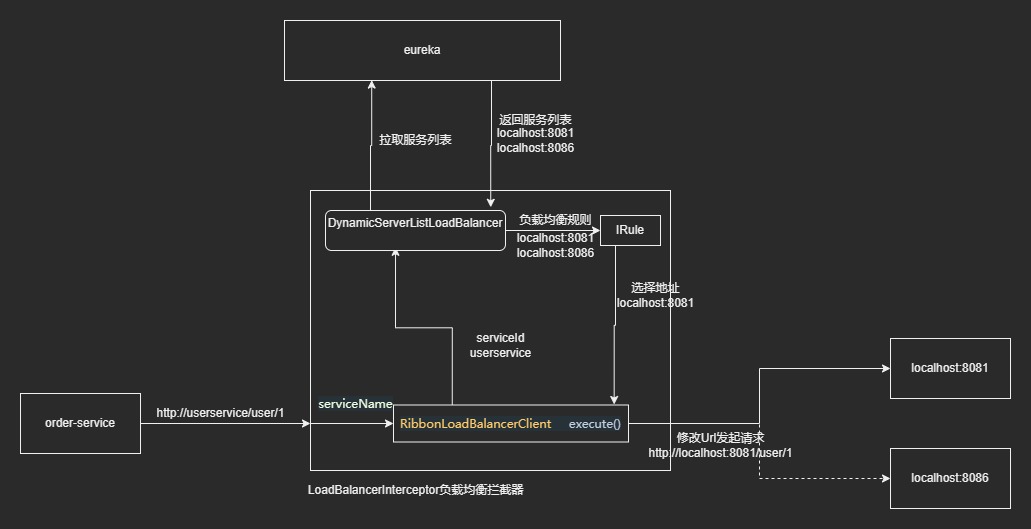 eureka
拉取服务列表
返回服务列表
localhost:8081
localhost:8086
DynamicServerListLoadBalancer
负载均衡规则
localhost:8081
localhost:8086
IRule
选择地址
localhost:8081
serviceId
userservice
order-service
http://userservice/user/1
serviceName
RibbonLoadBalancerClient execute()
修改Url发起请求
http://localhost:8081/user/1
localhost:8081
localhost:8086
LoadBalancerInterceptor负载均衡拦截器